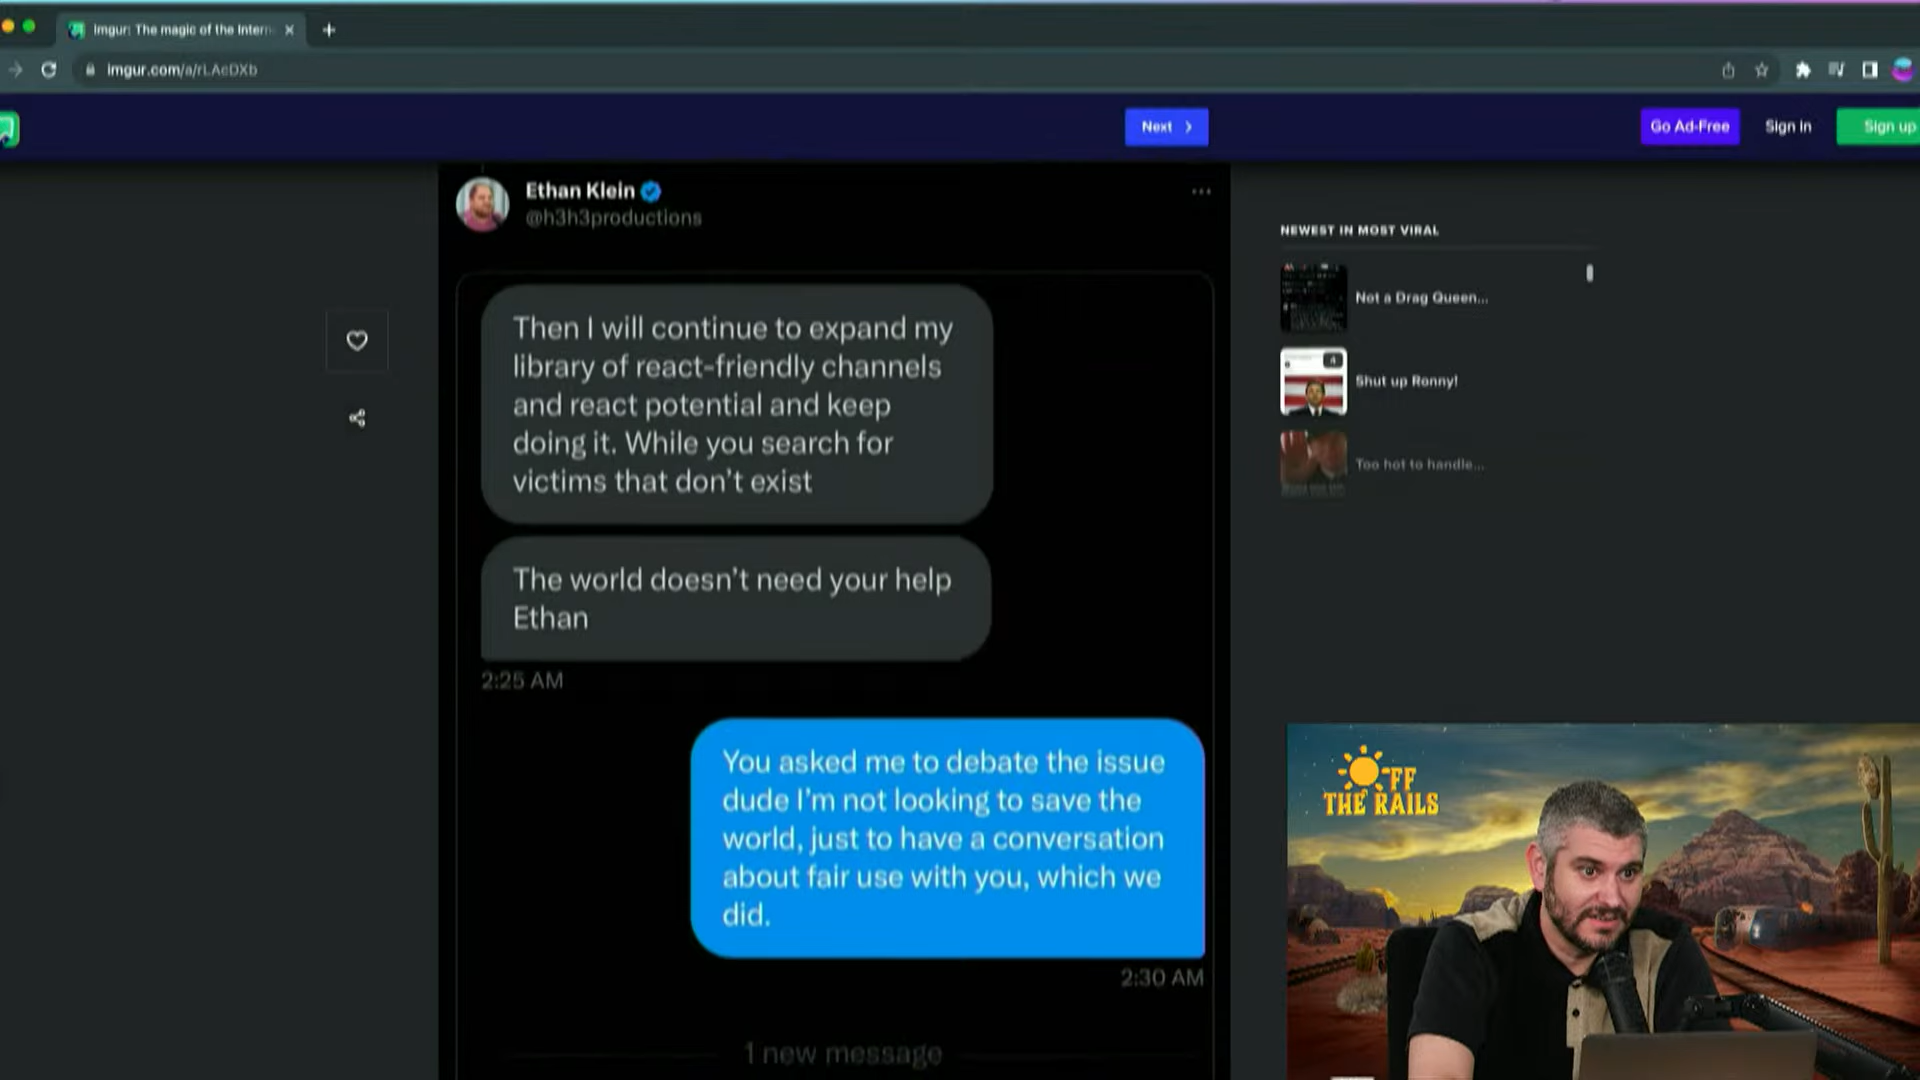 Imgur: The magic of the Intern
imgur.com/a/rLAcDXb
Next
Go Ad-Free
Sign in
Sign up
Ethan Klein
@h3h3productions
Then I will continue to expand my
library of react-friendly channels
and react potential and keep
doing it. While you search for
victims that don't exist
The world doesn't need your help
Ethan
2:25 AM
You asked me to debate the issue
dude I'm not looking to save the
world, just to have a conversation
about fair use with you, which we
did.
2:30 AM
1 new message
NEWEST IN MOST VIRAL
Not a Drag Queen...
Shut up Ronny!
Too hot to handle...
OFF
THE RAILS